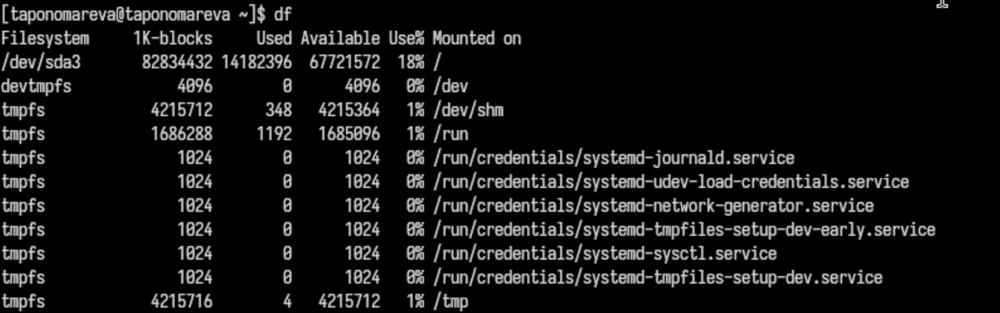 [taponomareva@taponomareva ~]$ df
Filesystem     1K-blocks     Used Available Use% Mounted on
/dev/sda3       82834432 14182396  67721572  18% /
devtmpfs            4096        0      4096   0% /dev
tmpfs            4215712      348   4215364   1% /dev/shm
tmpfs            1686288     1192   1685096   1% /run
tmpfs               1024        0      1024   0% /run/credentials/systemd-journald.service
tmpfs               1024        0      1024   0% /run/credentials/systemd-udev-load-credentials.service
tmpfs               1024        0      1024   0% /run/credentials/systemd-network-generator.service
tmpfs               1024        0      1024   0% /run/credentials/systemd-tmpfiles-setup-dev-early.service
tmpfs               1024        0      1024   0% /run/credentials/systemd-sysctl.service
tmpfs               1024        0      1024   0% /run/credentials/systemd-tmpfiles-setup-dev.service
tmpfs            4215716        4   4215712   1% /tmp